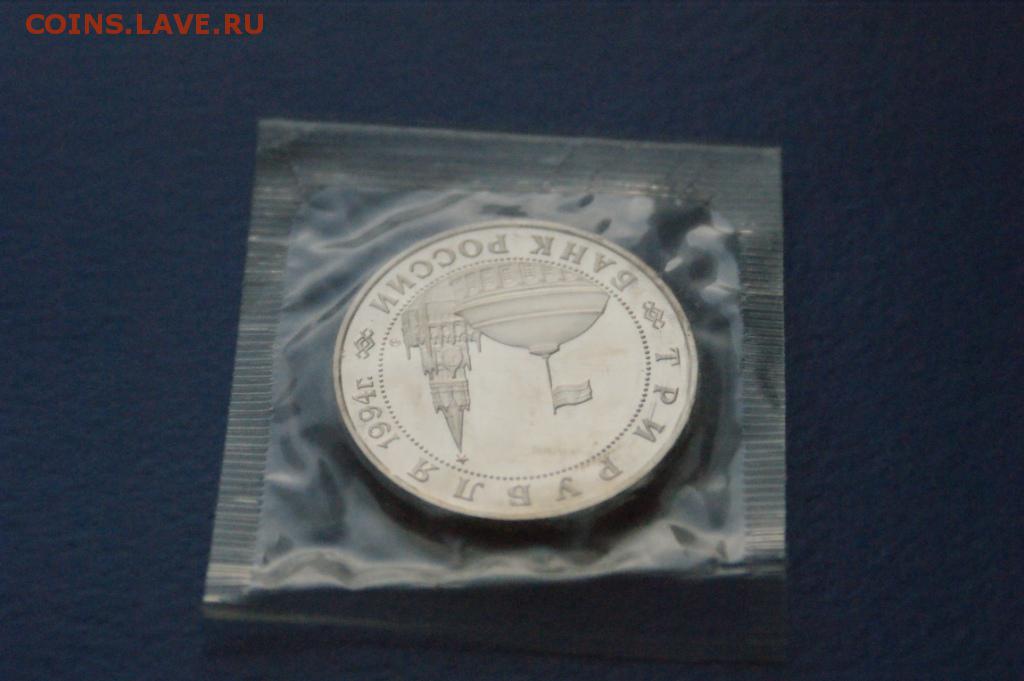 COINS.LAVE.RU
БАНК РОССИИ
ТРИ РУБЛЯ 1994г.